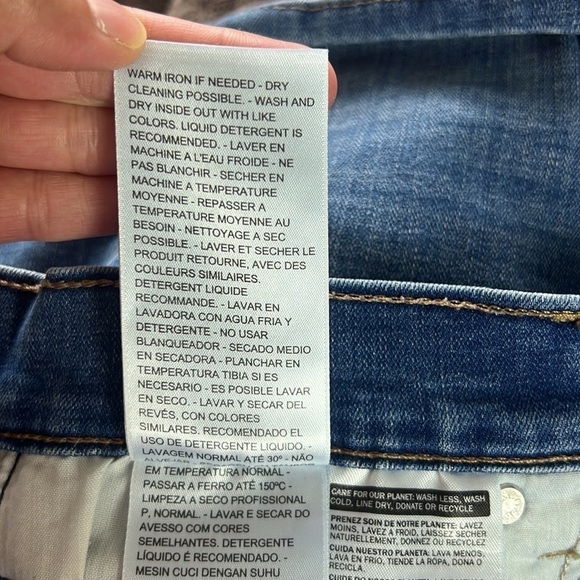 WARM IRON IF NEEDED - DRY
CLEANING POSSIBLE. - WASH AND
DRY INSIDE OUT WITH LIKE
COLORS. LIQUID DETERGENT IS
RECOMMENDED. - LAVER EN
MACHINE A L'EAU FROIDE - NE
PAS BLANCHIR - SECHER EN
MACHINE A TEMPERATURE
MOYENNE - REPASSER A
TEMPERATURE MOYENNE AU
BESOIN - NETTOYAGE A SEC
POSSIBLE. - LAVER ET SECHER LE
PRODUIT RETOURNE, AVEC DES
COULEURS SIMILAIRES.
DETERGENT LIQUIDE
RECOMMANDE. - LAVAR EN
LAVADORA CON AGUA FRIA Y
DETERGENTE - NO USAR
BLANQUEADOR - SECADO MEDIO
EN SECADORA - PLANCHAR EN
TEMPERATURA TIBIA SI ES
NECESARIO - ES POSIBLE LAVAR
EN SECO. - LAVAR Y SECAR DEL
REVÉS, CON COLORES
SIMILARES. RECOMENDADO EL
USO DE DETERGENTE LIQUIDO. -
LAVAGEM NORMAL ATÉ 30º - NÃO
EM TEMPERATURA NORMAL -
PASSAR A FERRO ATÉ 150ºC -
LIMPEZA A SECO PROFISSIONAL
P, NORMAL. - LAVAR E SECAR DO
AVESSO COM CORES
SEMELHANTES. DETERGENTE
LÍQUIDO É RECOMENDADO. -
MESIN CUCI DENGAN SUHU
CARE FOR OUR PLANET: WASH LESS, WASH
COLD, LINE DRY, DONATE OR RECYCLE
PRENEZ SOIN DE NOTRE PLANETE: LAVEZ
MOINS, LAVEZ A FROID, LAISSEZ SECHER
NATURELLEMENT, DONNEZ OU RECYCLEZ
CUIDA NUESTRO PLANETA: LAVA MENOS,
LAVA EN FRIO, TIENDE LA ROPA, DONA O
RECICLA